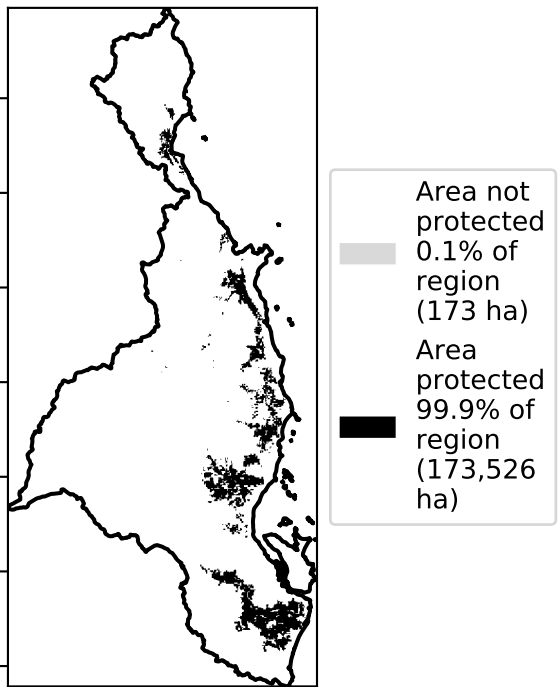 Area not
protected
0.1% of
region
(173 ha)
Area
protected
99.9% of
region
(173,526
ha)